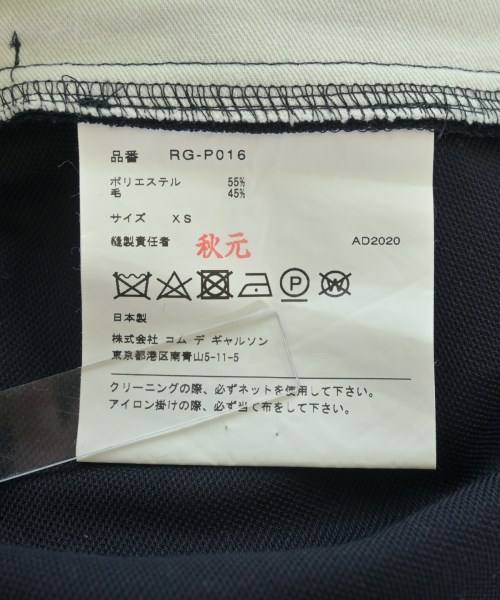 品番 RG-P016
ポリエステル 55%
毛 45%
サイズ XS
縫製責任者 秋元 AD2020
日本製
株式会社 コム デ ギャルソン
東京都港区南青山5-11-5
クリーニングの際、必ずネットを使用して下さい。
アイロン掛けの際、必ず当て布をして下さい。